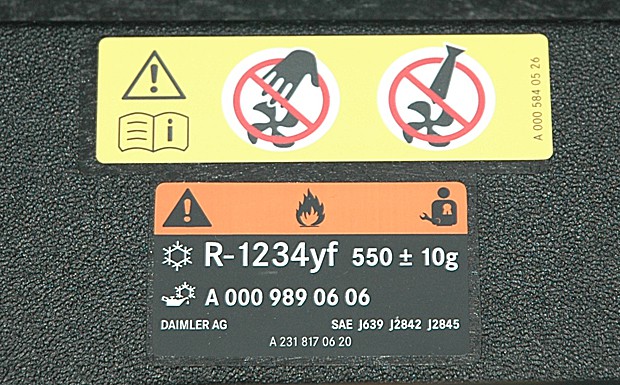 A 000 584 05 26
R-1234yf 550 ± 10g
A 000 989 06 06
DAIMLER AG SAE J639 J2842 J2845
A 231 817 06 20